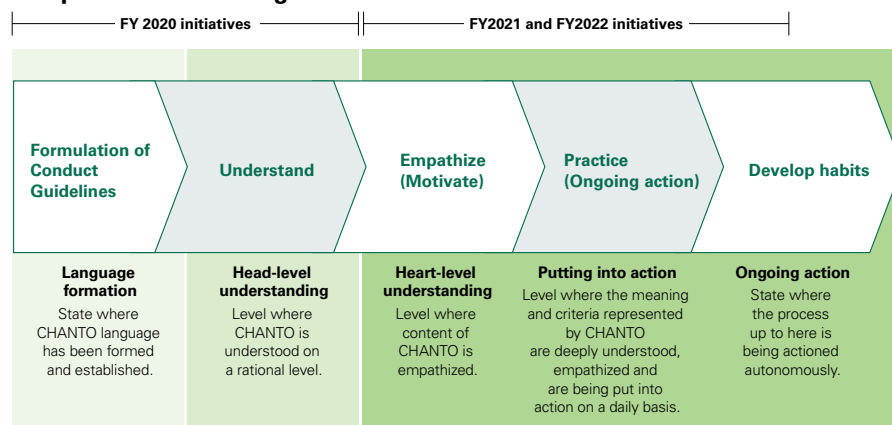 FY 2020 initiatives
FY2021 and FY2022 initiatives
Formulation of
Conduct
Guidelines
Understand
Empathize
(Motivate)
Practice
(Ongoing action)
Develop habits
Language
formation
State where
CHANTO language
has been formed
and established.
Head-level
understanding
Level where
CHANTO is
understood on
a rational level.
Heart-level
understanding
Level where
content of
CHANTO is
empathized.
Putting into action
Level where the meaning
and criteria represented
by CHANTO
are deeply understood,
empathized and
are being put into
action on a daily basis.
Ongoing action
State where
the process
up to here is
being actioned
autonomously.